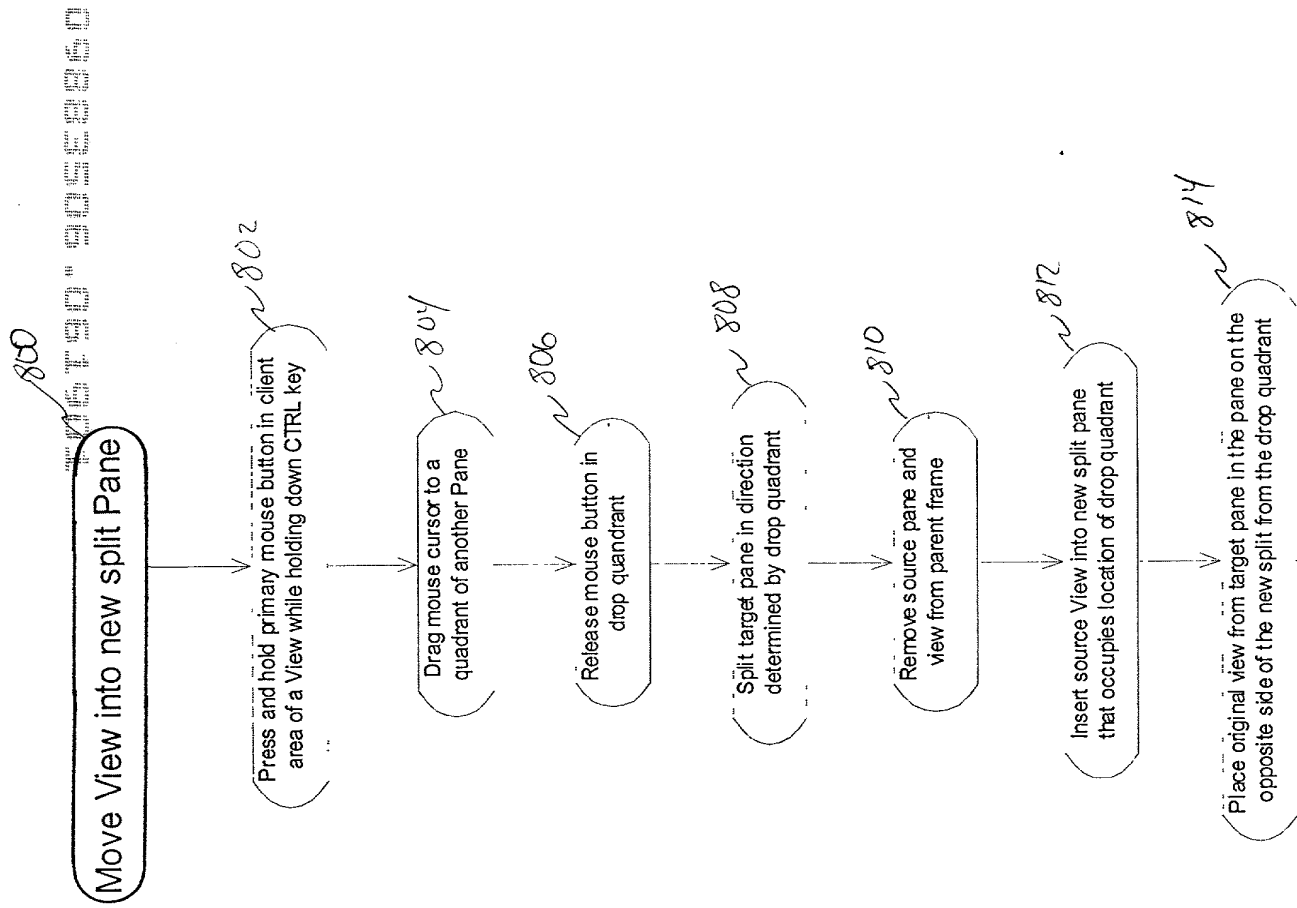 800
Move View into new split Pane
802
Press and hold primary mouse button in client
area of a View while holding down CTRL key
804
Drag mouse cursor to a
quadrant of another Pane
806
Release mouse button in
drop quandrant
808
Split target pane in direction
determined by drop quadrant
810
Remove source pane and
view from parent frame
812
Insert source View into new split pane
that occupies location of drop quadrant
814
Place original view from target pane in the pane on the
opposite side of the new split from the drop quadrant